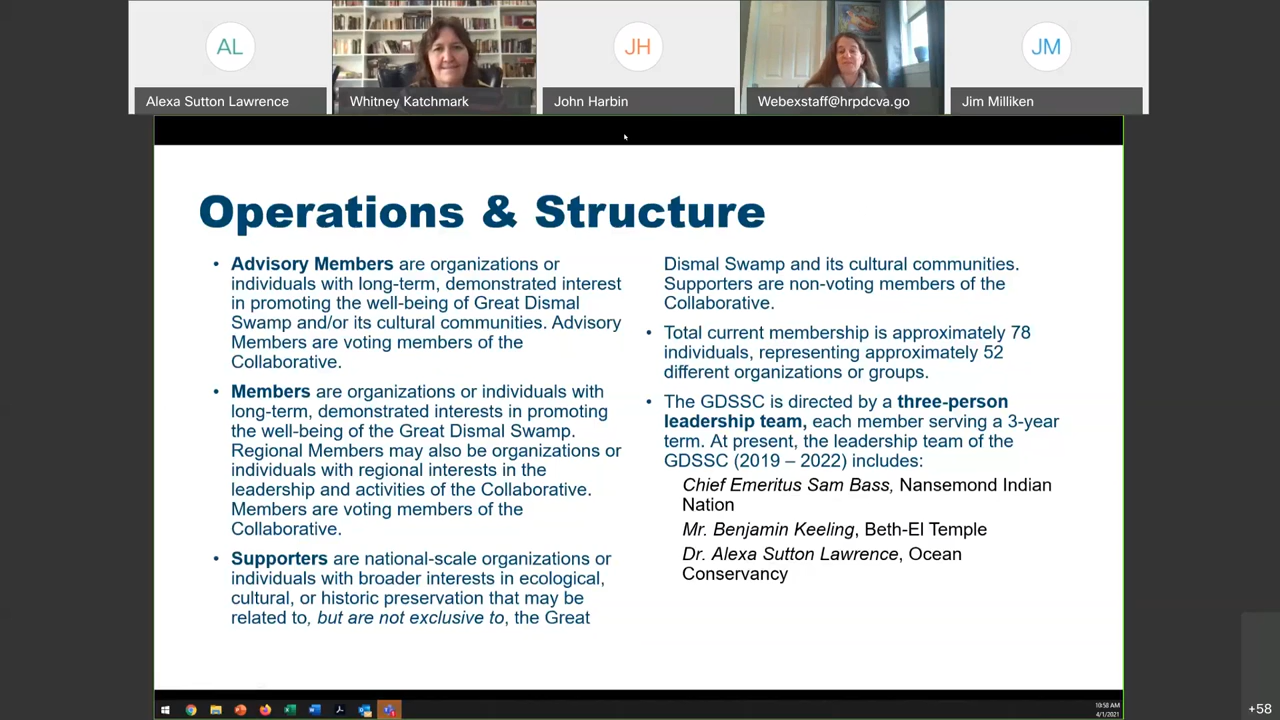 AL
JH
JM
Alexa Sutton Lawrence
Whitney Katchmark
John Harbin
Webexstaff@hrpdcva.go
Jim Milliken
Operations & Structure
• Advisory Members are organizations or
individuals with long-term, demonstrated interest
in promoting the well-being of Great Dismal
Swamp and/or its cultural communities. Advisory
Members are voting members of the
Collaborative.
• Members are organizations or individuals with
long-term, demonstrated interests in promoting
the well-being of the Great Dismal Swamp.
Regional Members may also be organizations or
individuals with regional interests in the
leadership and activities of the Collaborative.
Members are voting members of the
Collaborative.
• Supporters are national-scale organizations or
individuals with broader interests in ecological,
cultural, or historic preservation that may be
related to, but are not exclusive to, the Great
Dismal Swamp and its cultural communities.
Supporters are non-voting members of the
Collaborative.
• Total current membership is approximately 78
individuals, representing approximately 52
different organizations or groups.
• The GDSSC is directed by a three-person
leadership team, each member serving a 3-year
term. At present, the leadership team of the
GDSSC (2019 – 2022) includes:
Chief Emeritus Sam Bass, Nansemond Indian
Nation
Mr. Benjamin Keeling, Beth-El Temple
Dr. Alexa Sutton Lawrence, Ocean
Conservancy
10:58 AM
4/1/2021
+58